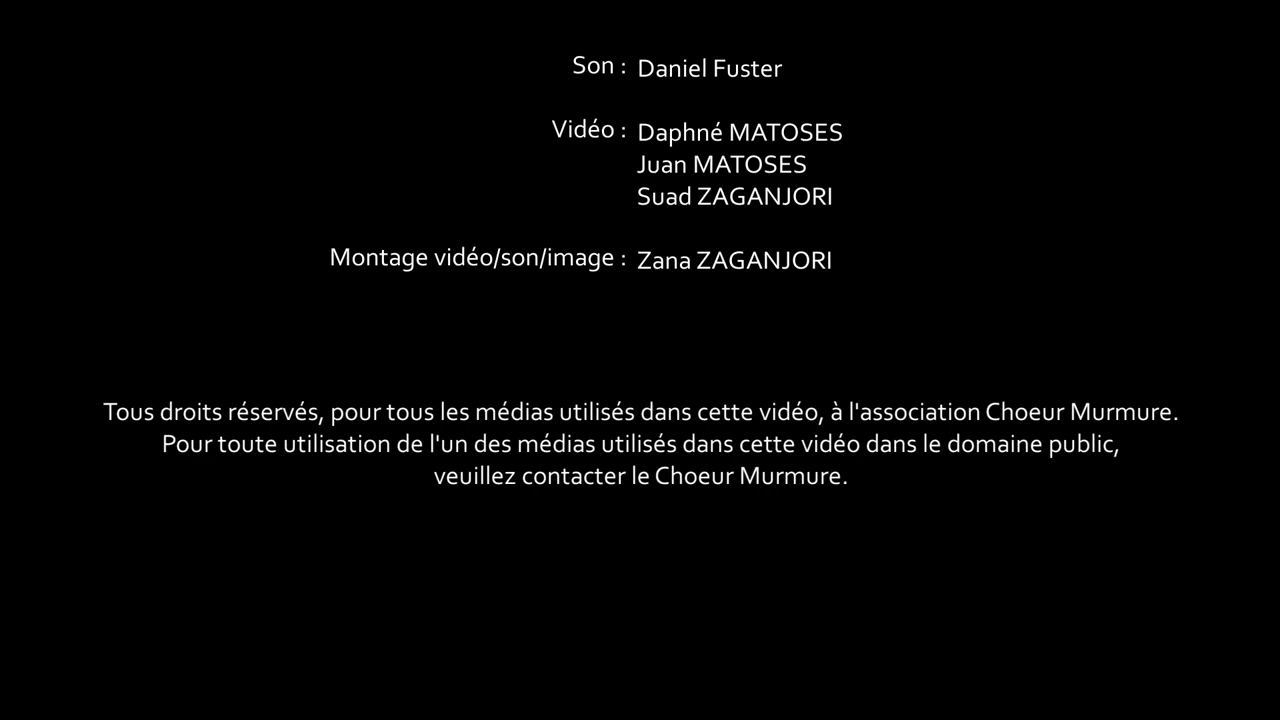 Son : Daniel Fuster
Vidéo : Daphné MATOSES
Juan MATOSES
Suad ZAGANJORI
Montage vidéo/son/image : Zana ZAGANJORI
Tous droits réservés, pour tous les médias utilisés dans cette vidéo, à l'association Choeur Murmure.
Pour toute utilisation de l'un des médias utilisés dans cette vidéo dans le domaine public,
veuillez contacter le Choeur Murmure.